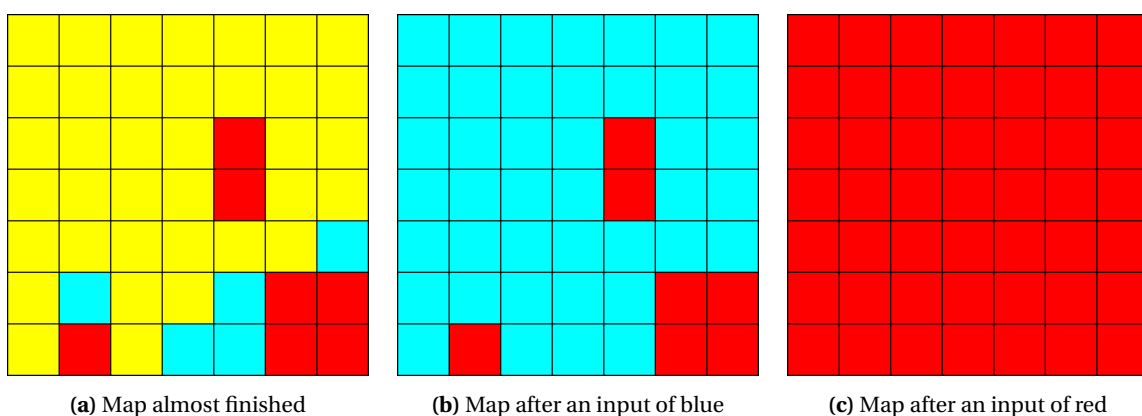 (a) Map almost finished
(b) Map after an input of blue
(c) Map after an input of red